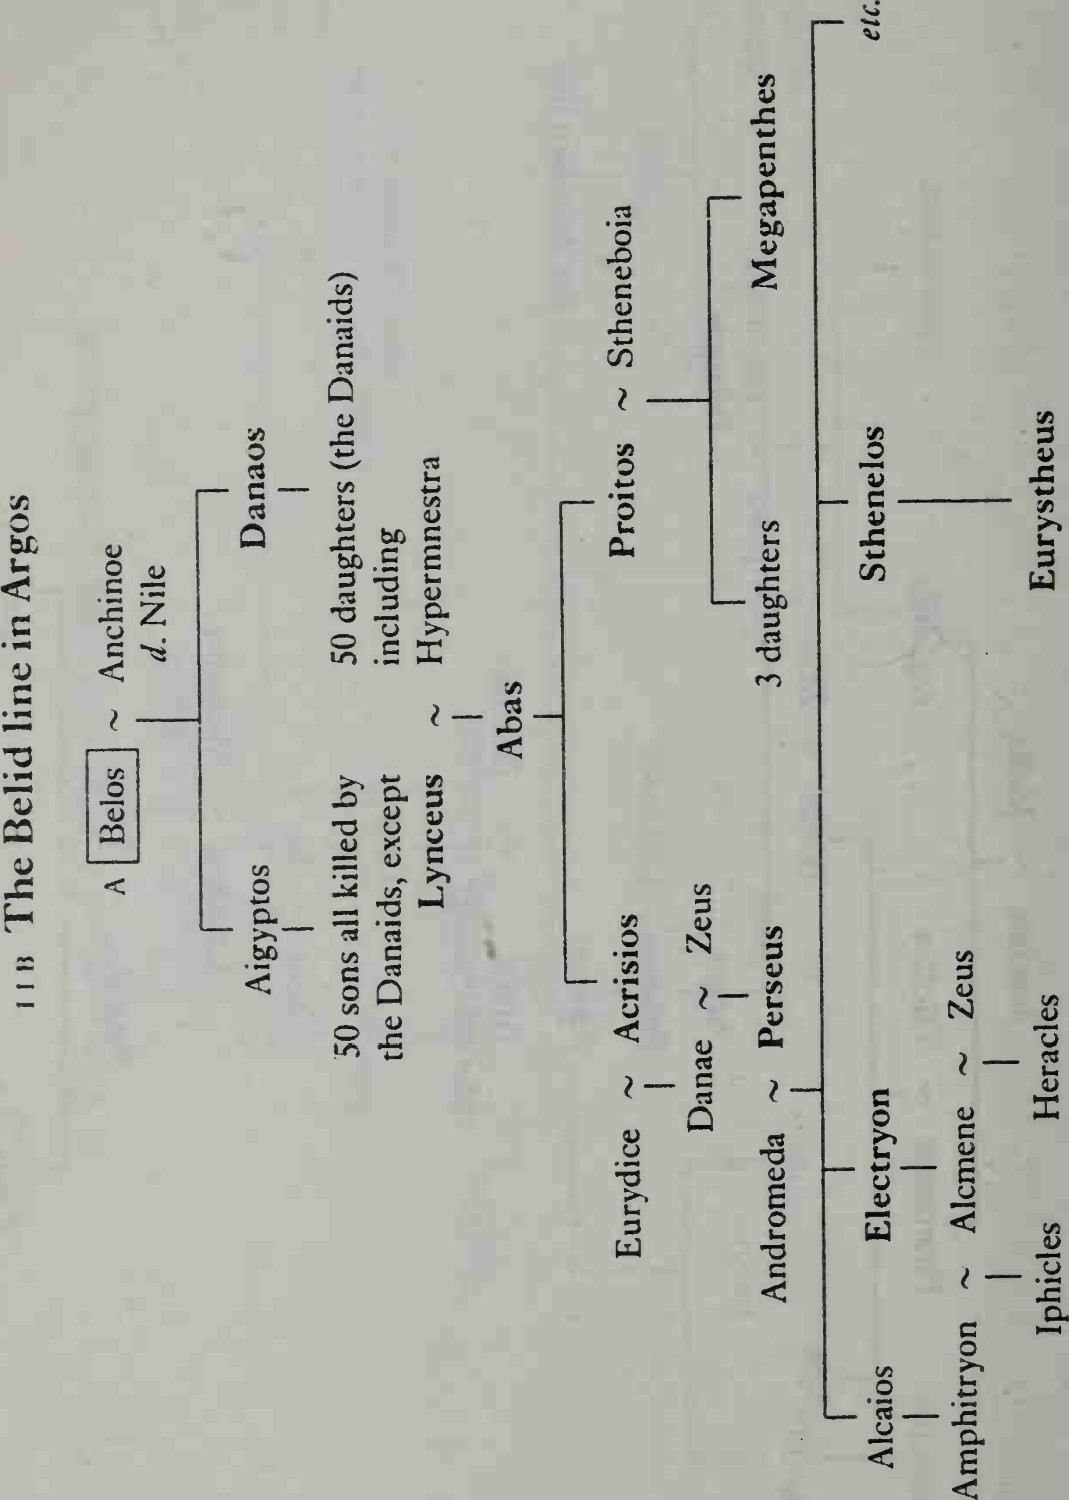 11B The Belid line in Argos
A Belos ~ Anchinoe
d. Nile
Aigyptos Danaos
50 sons all killed by 50 daughters (the Danaids)
the Danaids, except including
Lynceus ~ Hypermnestra
Abas
Eurydice ~ Acrisios Proitos ~ Stheneboia
Danae ~ Zeus
Andromeda ~ Perseus 3 daughters Megapenthes
Alcaios Electryon Sthenelos etc.
Amphitryon ~ Alcmene ~ Zeus
Iphicles Heracles Eurystheus